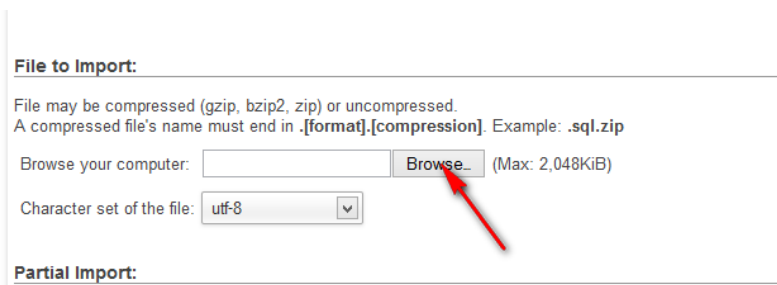 File to Import:
File may be compressed (gzip, bzip2, zip) or uncompressed.
A compressed file's name must end in .[format].[compression]. Example: .sql.zip
Browse your computer: Browse... (Max: 2,048KiB)
Character set of the file: utf-8
Partial Import: